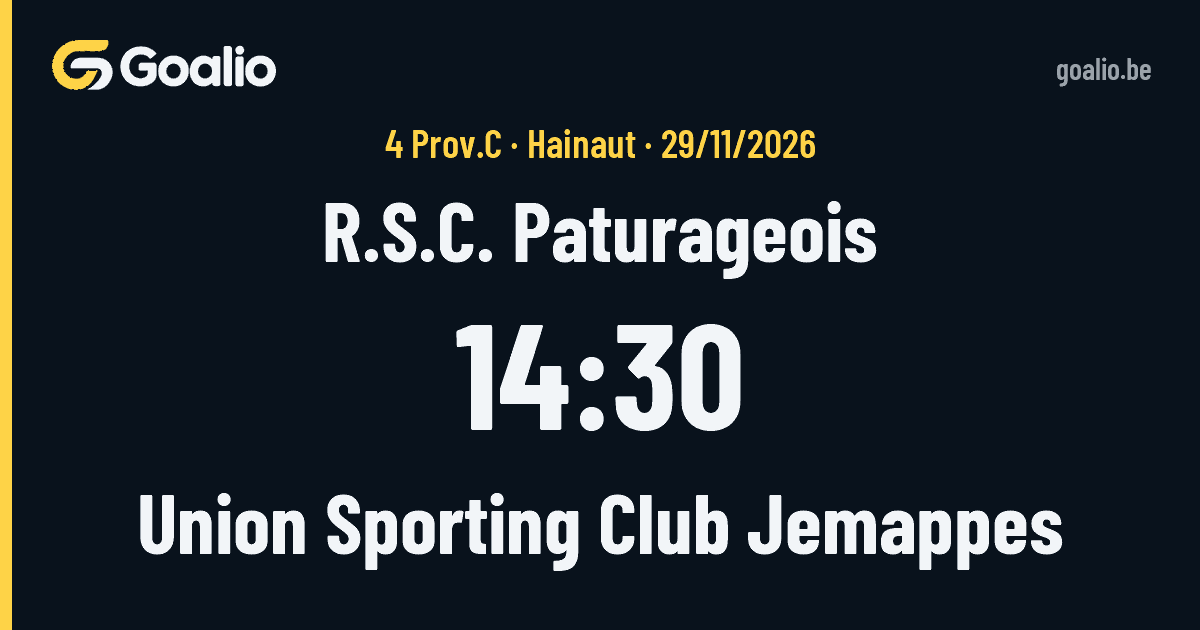 Goalio
goalio.be
4 Prov.C · Hainaut · 29/11/2026
R.S.C. Paturageois
14:30
Union Sporting Club Jemappes